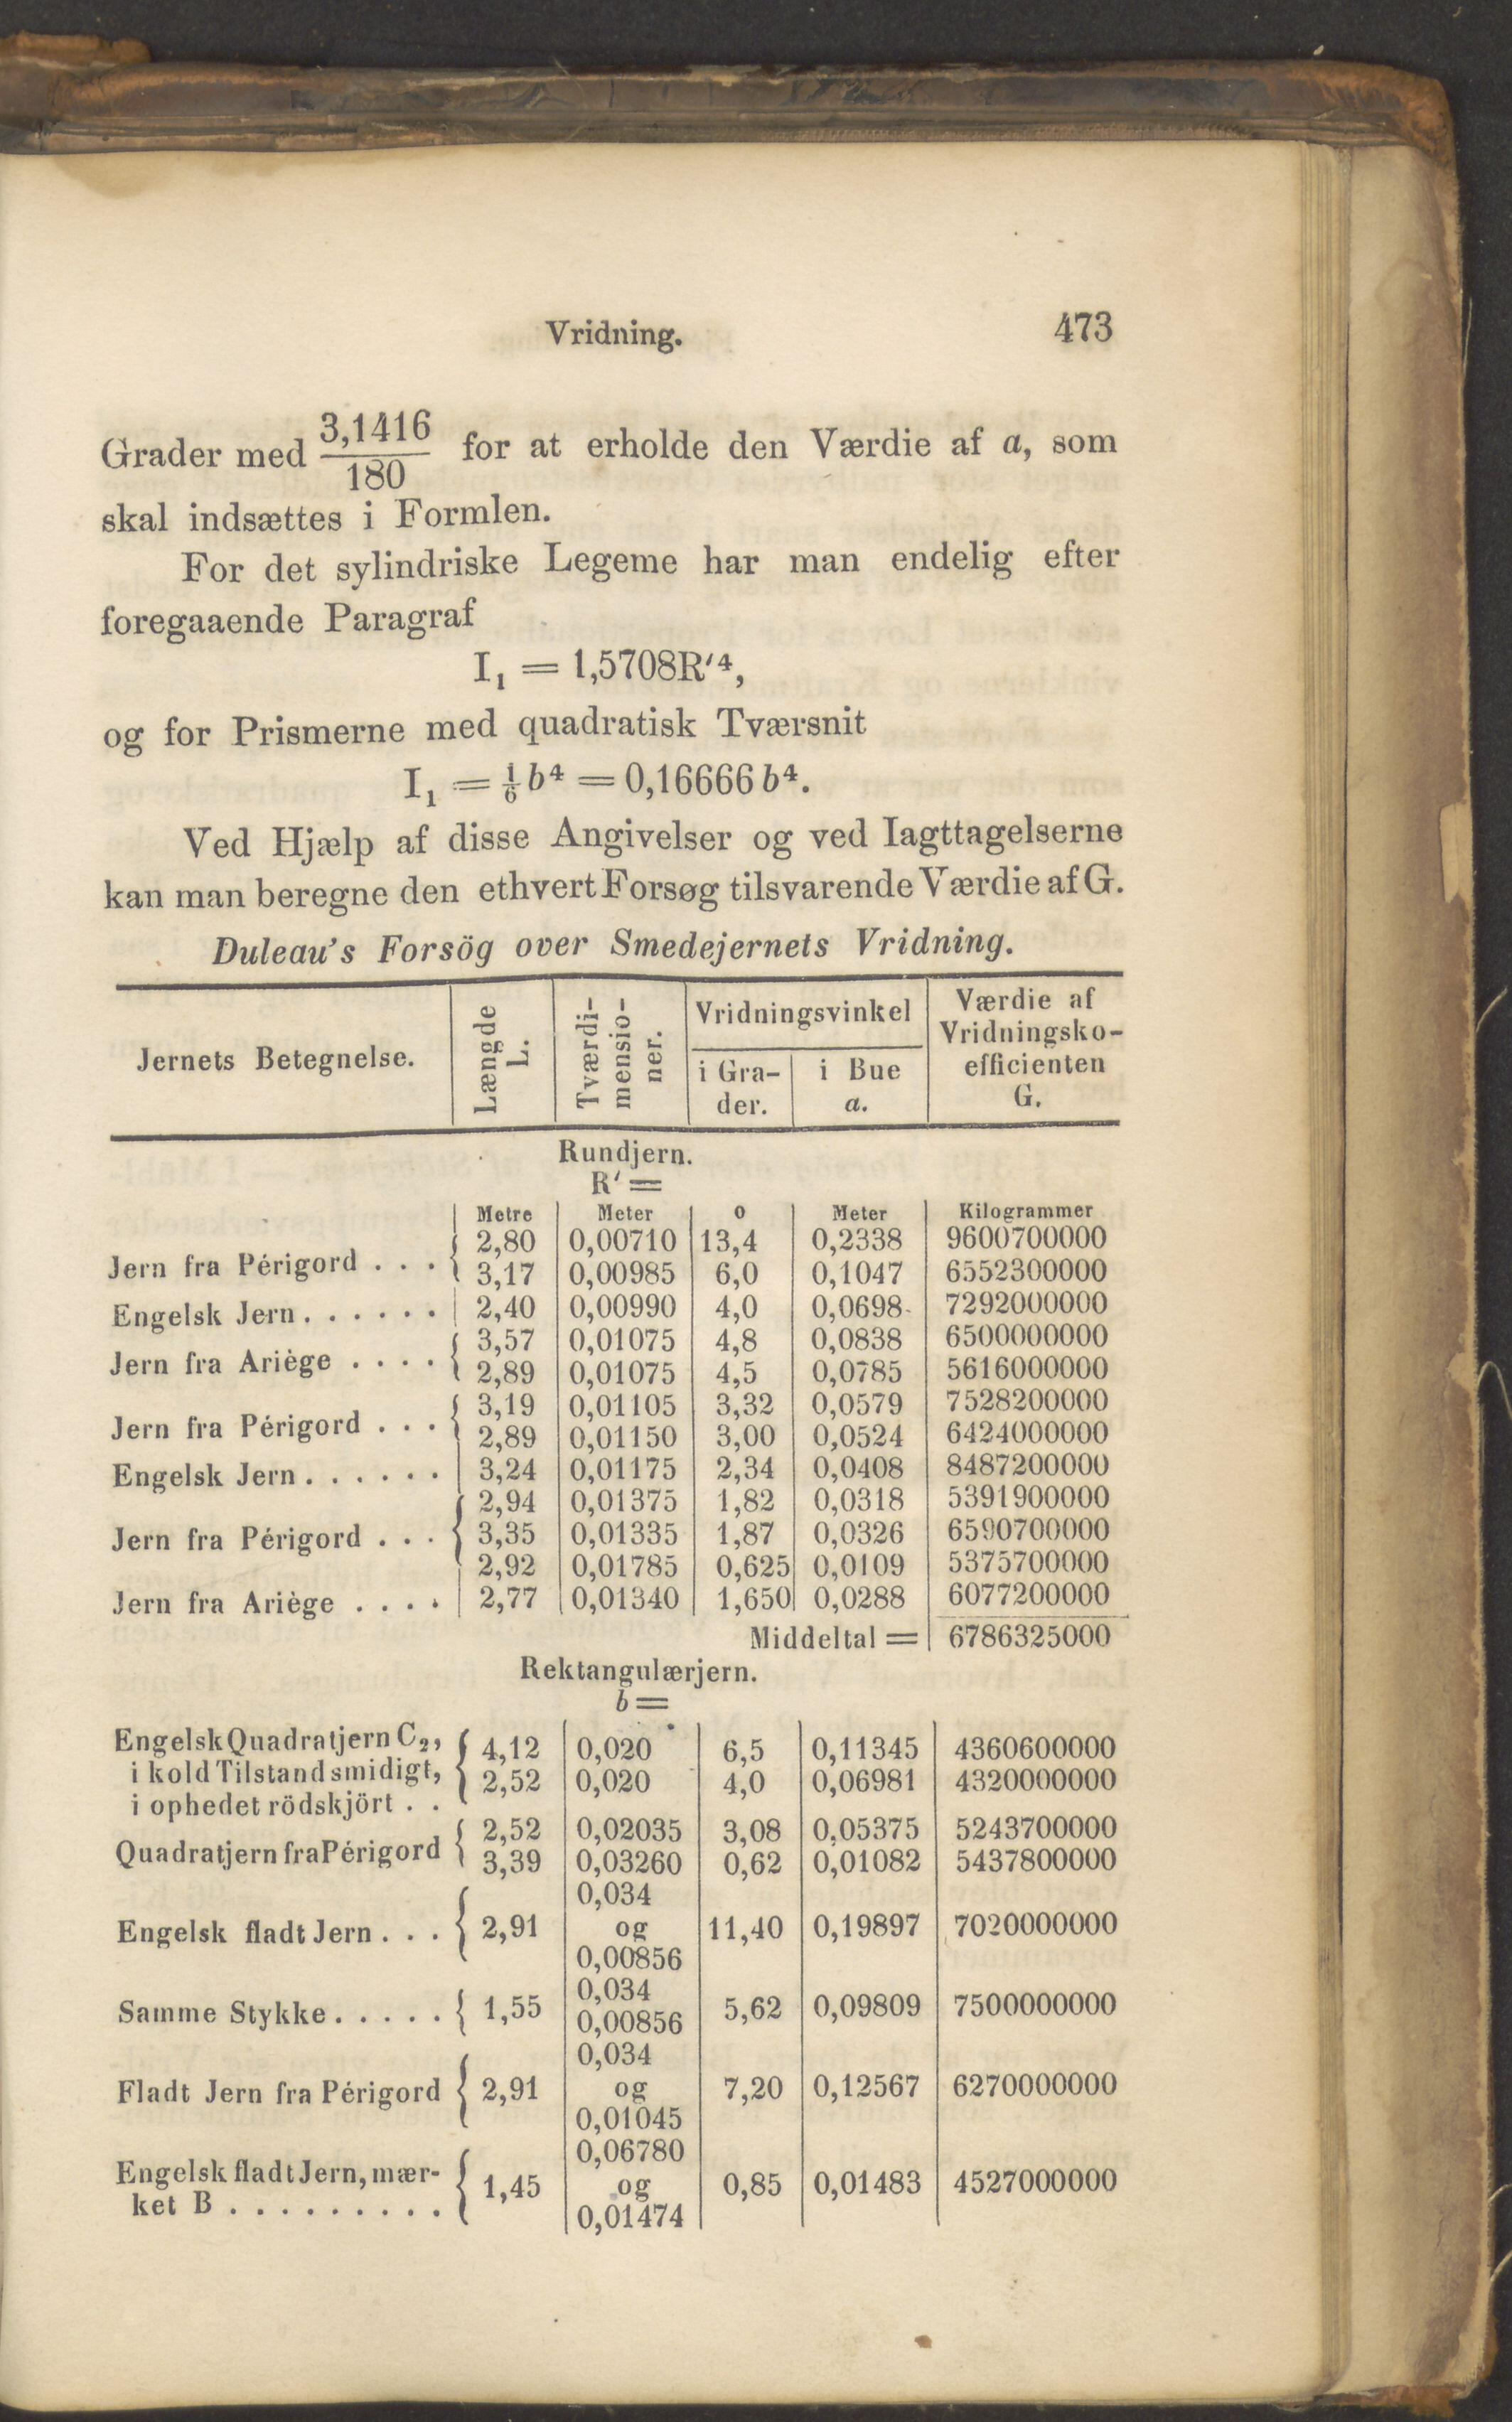 Vridning. 473
Grader med 3,1416/180 for at erholde den Værdie af a, som
skal indsættes i Formlen.
For det sylindriske Legeme har man endelig efter
foregaaende Paragraf
I₁ = 1,5708R′⁴,
og for Prismerne med quadratisk Tværsnit
I₁ = ⅙b⁴ = 0,16666 b⁴.
Ved Hjælp af disse Angivelser og ved Iagttagelserne
kan man beregne den ethvert Forsøg tilsvarende Værdie af G.
Duleau's Forsög over Smedejernets Vridning.
Jernets Betegnelse.
Længde
L.
Tværdi-
mensio-
ner.
Vridningsvinkel
i Gra-
der.
i Bue
a.
Værdie af
Vridningsko-
efficienten
G.
Rundjern.
R′ =
Metre Meter o Meter Kilogrammer
2,80 0,00710 13,4 0,2338 9600700000
Jern fra Périgord . . .
3,17 0,00985 6,0 0,1047 6552300000
Engelsk Jern . . . . . . 2,40 0,00990 4,0 0,0698 7292000000
3,57 0,01075 4,8 0,0838 6500000000
Jern fra Ariège . . . .
2,89 0,01075 4,5 0,0785 5616000000
3,19 0,01105 3,32 0,0579 7528200000
Jern fra Périgord . . .
2,89 0,01150 3,00 0,0524 6424000000
Engelsk Jern . . . . . . 3,24 0,01175 2,34 0,0408 8487200000
2,94 0,01375 1,82 0,0318 5391900000
Jern fra Périgord . . . 3,35 0,01335 1,87 0,0326 6590700000
2,92 0,01785 0,625 0,0109 5375700000
Jern fra Ariège . . . . 2,77 0,01340 1,650 0,0288 6077200000
Middeltal = 6786325000
Rektangulærjern.
b =
Engelsk Quadratjern C₂, 4,12 0,020 6,5 0,11345 4360600000
i kold Tilstand smidigt, 2,52 0,020 4,0 0,06981 4320000000
i ophedet rödskjört . .
2,52 0,02035 3,08 0,05375 5243700000
Quadratjern fra Périgord
3,39 0,03260 0,62 0,01082 5437800000
0,034
Engelsk fladt Jern . . . 2,91 og 11,40 0,19897 7020000000
0,00856
0,034
Samme Stykke . . . . . 1,55 5,62 0,09809 7500000000
0,00856
0,034
Fladt Jern fra Périgord 2,91 og 7,20 0,12567 6270000000
0,01045
0,06780
Engelsk fladt Jern, mær- 1,45 og 0,85 0,01483 4527000000
ket B . . . . . . . . .
0,01474